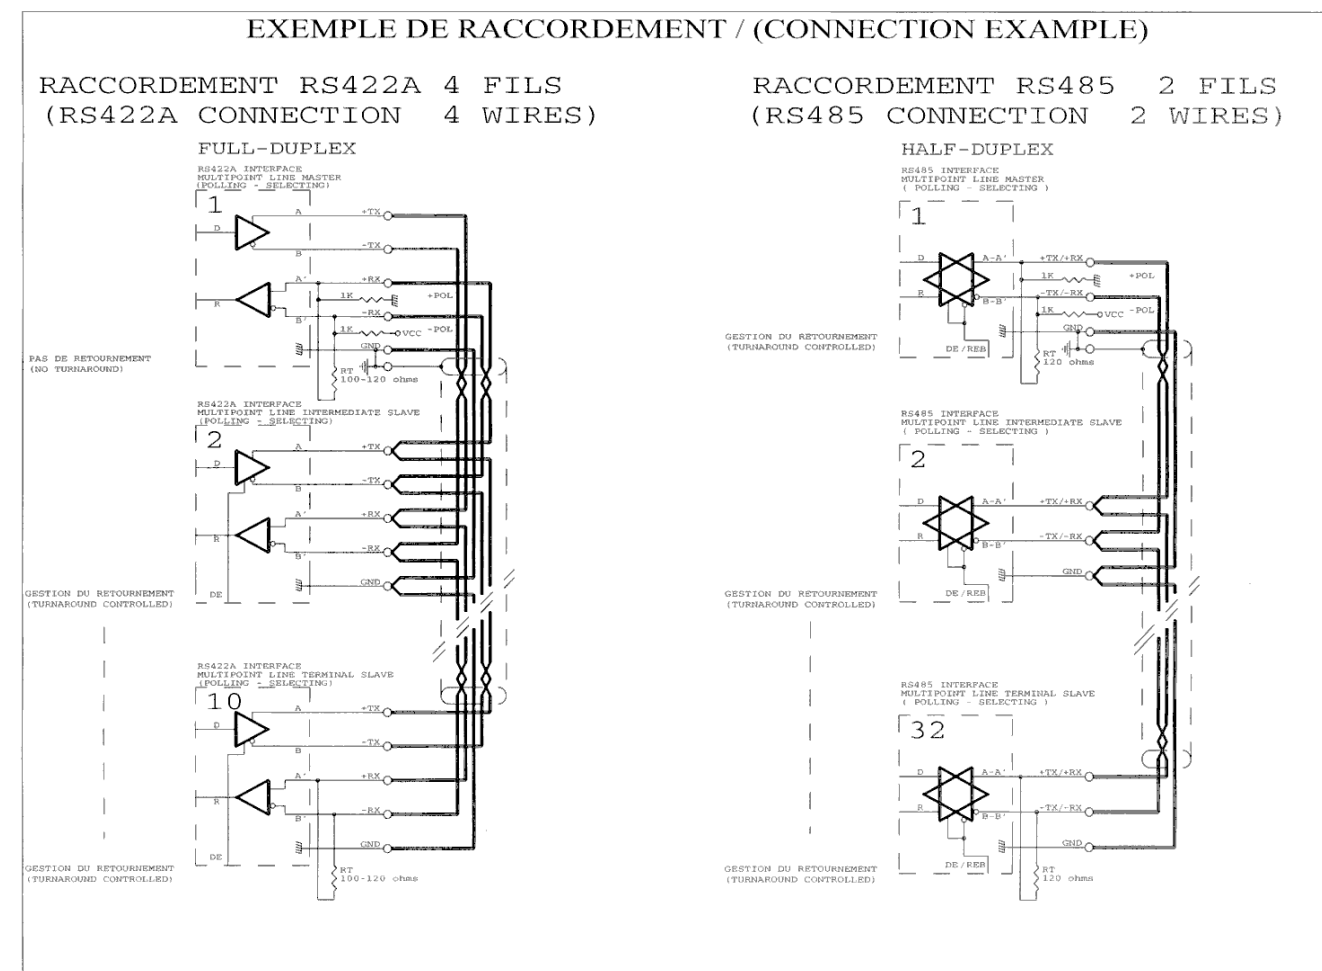 EXEMPLE DE RACCORDEMENT / (CONNECTION EXAMPLE)
RACCORDEMENT RS422A 4 FILS
(RS422A CONNECTION 4 WIRES)
FULL-DUPLEX
RS422A INTERFACE
MULTIPOINT LINE MASTER
(POLLING - SELECTING)
1
D
A
+TX
B
-TX
A'
+RX
R
1K
+POL
-RX
B'
1K
VCC
-POL
GND
PAS DE RETOURNEMENT
(NO TURNAROUND)
RT
100-120 ohms
RS422A INTERFACE
MULTIPOINT LINE INTERMEDIATE SLAVE
(POLLING - SELECTING)
2
D
A
+TX
B
-TX
A'
+RX
R
B'
-RX
GND
DE
GESTION DU RETOURNEMENT
(TURNAROUND CONTROLLED)
RS422A INTERFACE
MULTIPOINT LINE TERMINAL SLAVE
(POLLING - SELECTING)
10
D
A
+TX
B
-TX
A'
+RX
R
B'
-RX
GND
DE
GESTION DU RETOURNEMENT
(TURNAROUND CONTROLLED)
RT
100-120 ohms
RACCORDEMENT RS485 2 FILS
(RS485 CONNECTION 2 WIRES)
HALF-DUPLEX
RS485 INTERFACE
MULTIPOINT LINE MASTER
( POLLING - SELECTING )
1
D
A-A'
+TX/+RX
1K
+POL
R
B-B'
-TX/-RX
1K
VCC
-POL
GND
GESTION DU RETOURNEMENT
(TURNAROUND CONTROLLED)
DE/REB
RT
120 ohms
RS485 INTERFACE
MULTIPOINT LINE INTERMEDIATE SLAVE
( POLLING - SELECTING )
2
D
A-A'
+TX/+RX
R
B-B'
-TX/-RX
GND
DE/REB
GESTION DU RETOURNEMENT
(TURNAROUND CONTROLLED)
RS485 INTERFACE
MULTIPOINT LINE TERMINAL SLAVE
( POLLING - SELECTING )
32
D
A-A'
+TX/+RX
R
B-B'
-TX/-RX
GND
DE/REB
GESTION DU RETOURNEMENT
(TURNAROUND CONTROLLED)
RT
120 ohms